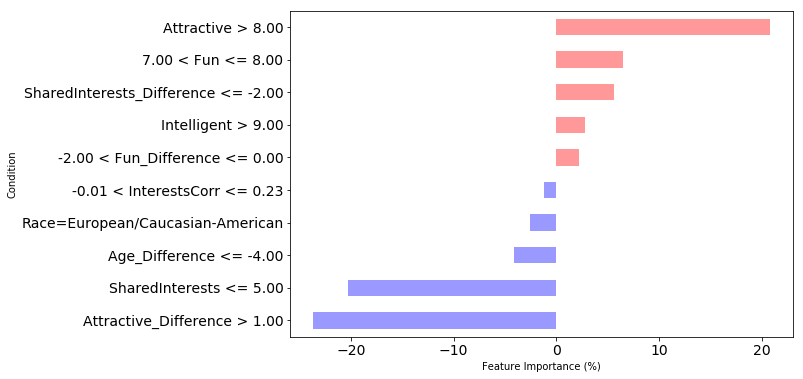 Attractive > 8.00
7.00 < Fun <= 8.00
SharedInterests_Difference <= -2.00
Intelligent > 9.00
-2.00 < Fun_Difference <= 0.00
-0.01 < InterestsCorr <= 0.23
Race=European/Caucasian-American
Age_Difference <= -4.00
SharedInterests <= 5.00
Attractive_Difference > 1.00
Condition
−20 −10 0 10 20
Feature Importance (%)